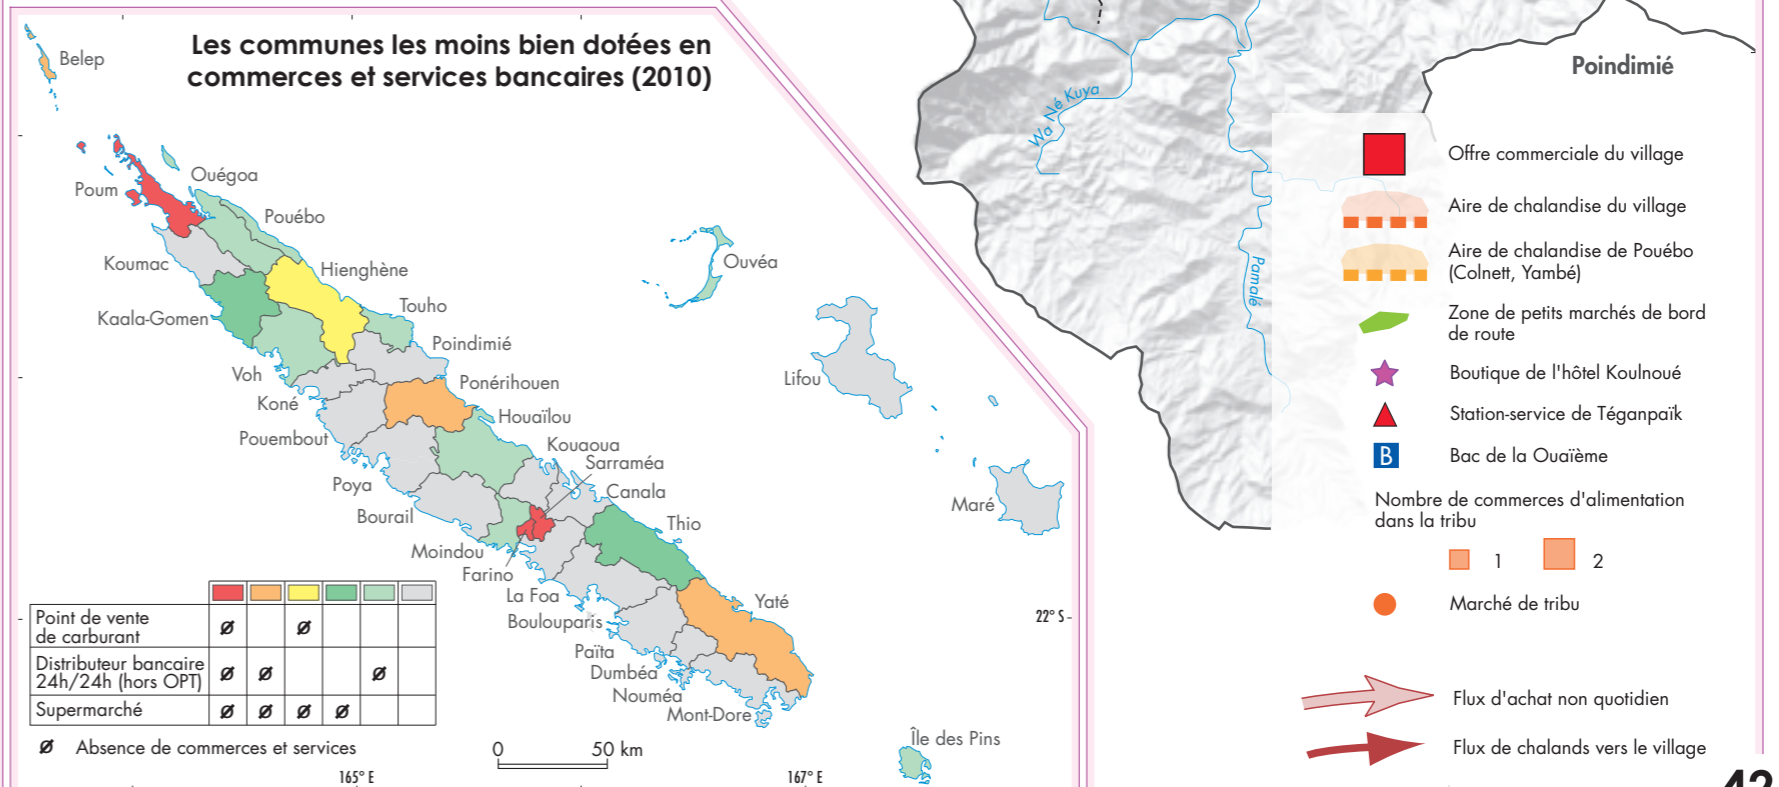 Les communes les moins bien dotées en
commerces et services bancaires (2010)
Belep
Poum
Ouégoa
Pouébo
Koumac
Hienghène
Kaala-Gomen
Touho
Poindimié
Voh
Ponérihouen
Koné
Houaïlou
Pouembout
Kouaoua
Sarraméa
Poya
Canala
Bourail
Thio
Moindou
Farino
La Foa
Yaté
Boulouparis
Païta
Dumbéa
Nouméa
Mont-Dore
Île des Pins
Ouvéa
Lifou
Maré
Point de vente
de carburant
Ø Ø
Distributeur bancaire
24h/24h (hors OPT)
Ø Ø Ø
Supermarché
Ø Ø Ø Ø
Ø Absence de commerces et services
0 50 km
165° E
167° E
22° S
Wa Né Kuya
Pamalé
Poindimié
Offre commerciale du village
Aire de chalandise du village
Aire de chalandise de Pouébo
(Colnett, Yambé)
Zone de petits marchés de bord
de route
Boutique de l'hôtel Koulnoué
Station-service de Téganpaïk
B
Bac de la Ouaïème
Nombre de commerces d'alimentation
dans la tribu
1 2
Marché de tribu
Flux d'achat non quotidien
Flux de chalands vers le village